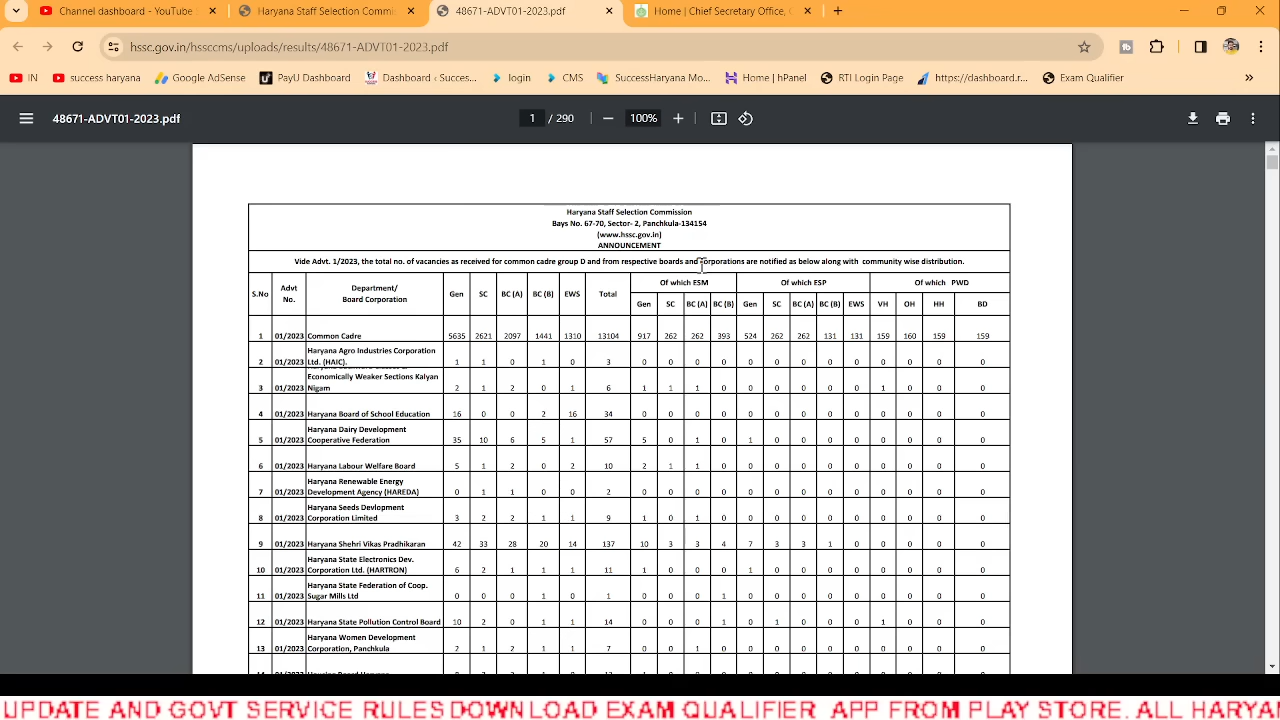 Channel dashboard - YouTube
Haryana Staff Selection Commi
48671-ADVT01-2023.pdf
Home | Chief Secretary Office,
hssc.gov.in/hssccms/uploads/results/48671-ADVT01-2023.pdf
IN success haryana Google AdSense PayU Dashboard Dashboard ‹ Succes... login CMS SuccessHaryana Mo... Home | hPanel RTI Login Page https://dashboard.r... Exam Qualifier
48671-ADVT01-2023.pdf 1 / 290 100%
Haryana Staff Selection Commission
Bays No. 67-70, Sector- 2, Panchkula-134154
(www.hssc.gov.in)
ANNOUNCEMENT
Vide Advt. 1/2023, the total no. of vacancies as received for common cadre group D and from respective boards and corporations are notified as below along with community wise distribution.
S.No Advt No. Department/ Board Corporation Gen SC BC (A) BC (B) EWS Total Of which ESM Of which ESP Of which PWD
Gen SC BC (A) BC (B) Gen SC BC (A) BC (B) EWS VH OH HH BD
1 01/2023 Common Cadre 5635 2621 2097 1441 1310 13104 917 262 262 393 524 262 262 131 131 159 160 159 159
2 01/2023 Haryana Agro Industries Corporation Ltd. (HAIC). 1 1 0 1 0 3 0 0 0 0 0 0 0 0 0 0 0 0 0
3 01/2023 Economically Weaker Sections Kalyan Nigam 2 1 2 0 1 6 1 1 1 0 0 0 0 0 0 1 0 0 0
4 01/2023 Haryana Board of School Education 16 0 0 2 16 34 0 0 0 0 0 0 0 0 0 0 0 0 0
5 01/2023 Haryana Dairy Development Cooperative Federation 35 10 6 5 1 57 5 0 1 0 1 0 0 0 0 0 0 0 0
6 01/2023 Haryana Labour Welfare Board 5 1 2 0 2 10 2 1 1 0 0 0 0 0 0 0 0 0 0
7 01/2023 Haryana Renewable Energy Development Agency (HAREDA) 0 1 1 0 0 2 0 0 0 0 0 0 0 0 0 0 0 0 0
8 01/2023 Haryana Seeds Devlopment Corporation Limited 3 2 2 1 1 9 1 0 1 0 0 0 0 0 0 0 0 0 0
9 01/2023 Haryana Shehri Vikas Pradhikaran 42 33 28 20 14 137 10 3 3 4 7 3 3 1 0 0 0 0 0
10 01/2023 Haryana State Electronics Dev. Corporation Ltd. (HARTRON) 6 2 1 1 1 11 1 0 0 0 1 0 0 0 0 0 0 0 0
11 01/2023 Haryana State Federation of Coop. Sugar Mills Ltd 0 0 0 1 0 1 0 0 0 1 0 0 0 0 0 0 0 0 0
12 01/2023 Haryana State Pollution Control Board 10 2 0 1 1 14 0 0 0 1 0 1 0 0 0 1 0 0 0
13 01/2023 Haryana Women Development Corporation, Panchkula 2 1 2 1 1 7 0 0 1 0 0 0 0 0 0 0 0 0 0
UPDATE AND GOVT SERVICE RULES DOWNLOAD EXAM QUALIFIER APP FROM PLAY STORE. ALL HARYA